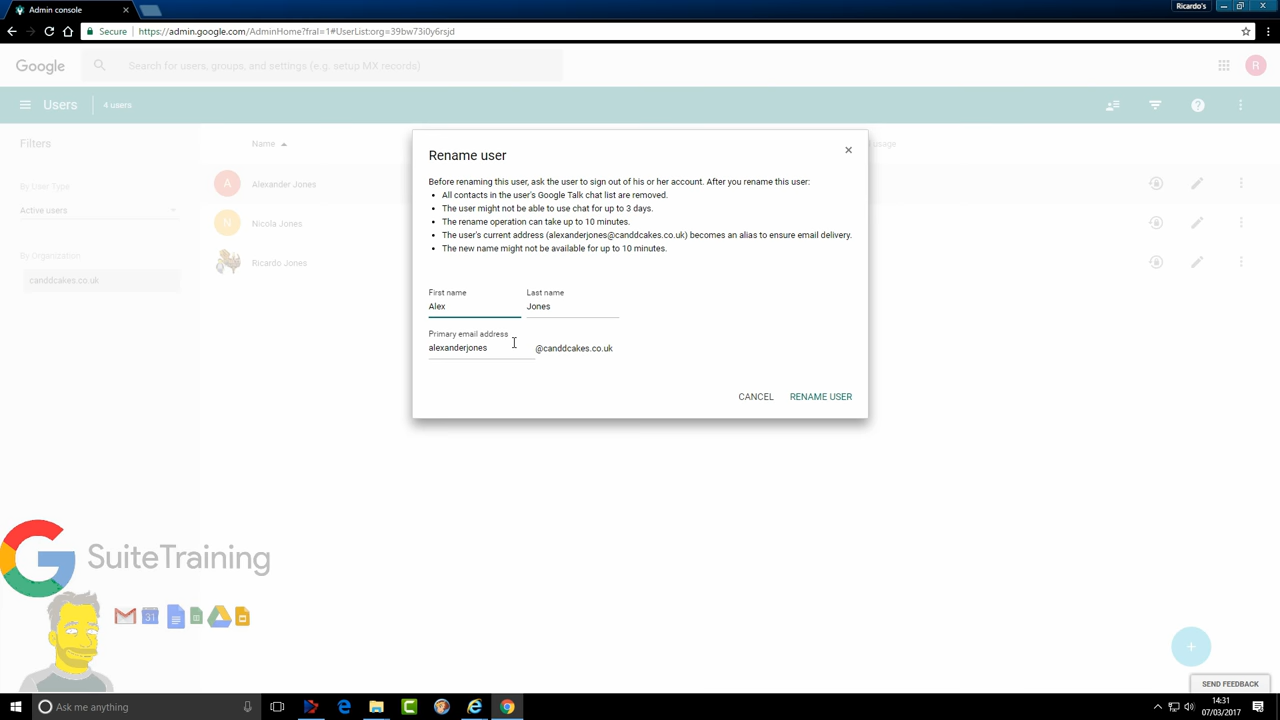 Admin console
Ricardo's
Secure
https://admin.google.com/AdminHome?fral=1#UserList:org=39bw73i0y6rsjd
Google
Search for users, groups, and settings (e.g. setup MX records)
R
Users
4 users
Filters
Name
usage
By User Type
Active users
By Organization
canddcakes.co.uk
A
Alexander Jones
N
Nicola Jones
Ricardo Jones
Rename user
Before renaming this user, ask the user to sign out of his or her account. After you rename this user:
• All contacts in the user's Google Talk chat list are removed.
• The user might not be able to use chat for up to 3 days.
• The rename operation can take up to 10 minutes.
• The user's current address (alexanderjones@canddcakes.co.uk) becomes an alias to ensure email delivery.
• The new name might not be available for up to 10 minutes.
First name
Last name
Alex
Jones
Primary email address
alexanderjones
@canddcakes.co.uk
CANCEL
RENAME USER
G SuiteTraining
31
SEND FEEDBACK
Ask me anything
14:31
07/03/2017